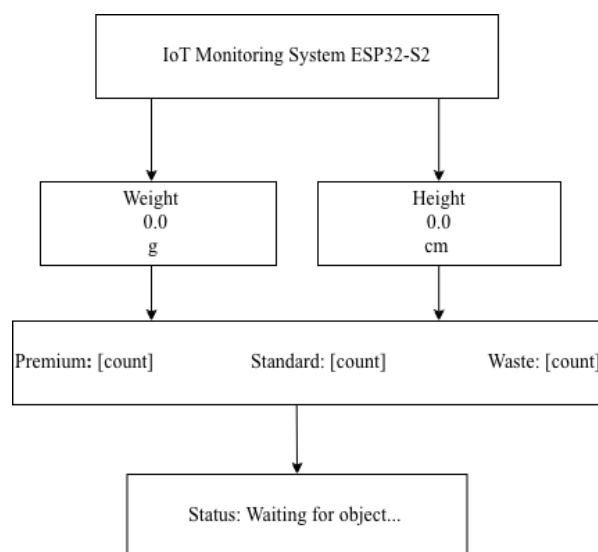 IoT Monitoring System ESP32-S2
Weight
0.0
g
Height
0.0
cm
Premium: [count] Standard: [count] Waste: [count]
Status: Waiting for object...